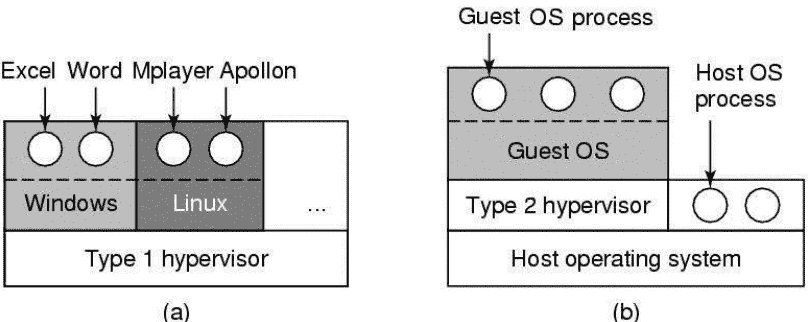 Excel Word Mplayer Apollon
Windows
Linux
...
Type 1 hypervisor
(a)
Guest OS process
Host OS
process
Guest OS
Type 2 hypervisor
Host operating system
(b)